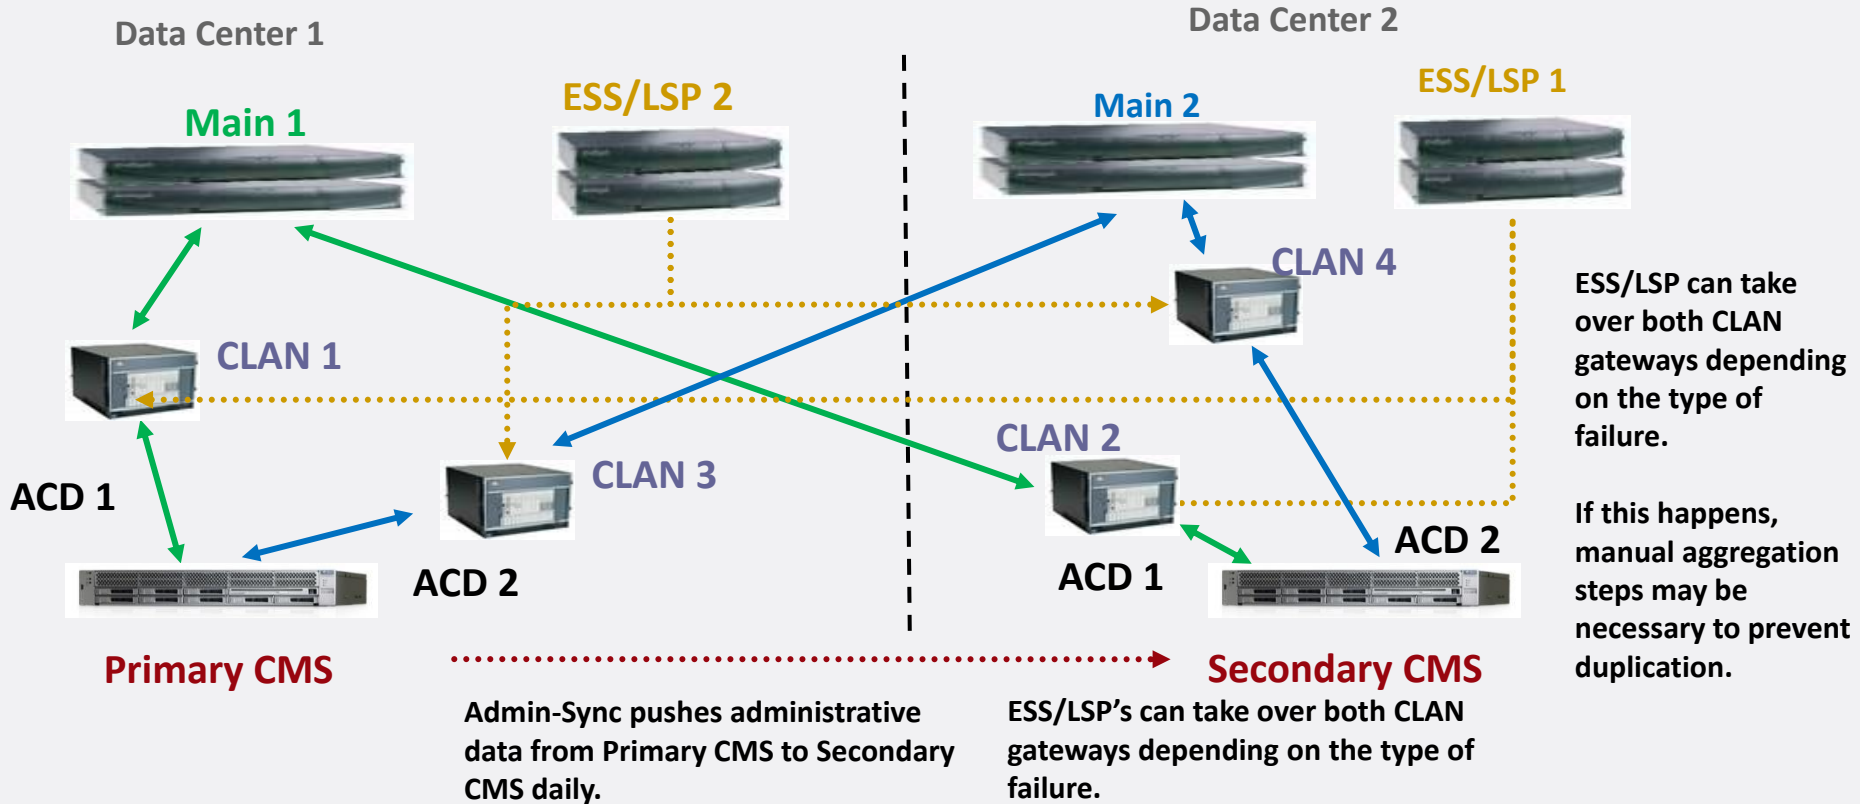 Data Center 1
Data Center 2
Main 1
ESS/LSP 2
Main 2
ESS/LSP 1
CLAN 4
CLAN 1
CLAN 2
CLAN 3
ACD 1
ACD 2
ACD 1
ACD 2
ESS/LSP can take
over both CLAN
gateways depending
on the type of
failure.
If this happens,
manual aggregation
steps may be
necessary to prevent
duplication.
Primary CMS
Secondary CMS
Admin-Sync pushes administrative
data from Primary CMS to Secondary
CMS daily.
ESS/LSP’s can take over both CLAN
gateways depending on the type of
failure.